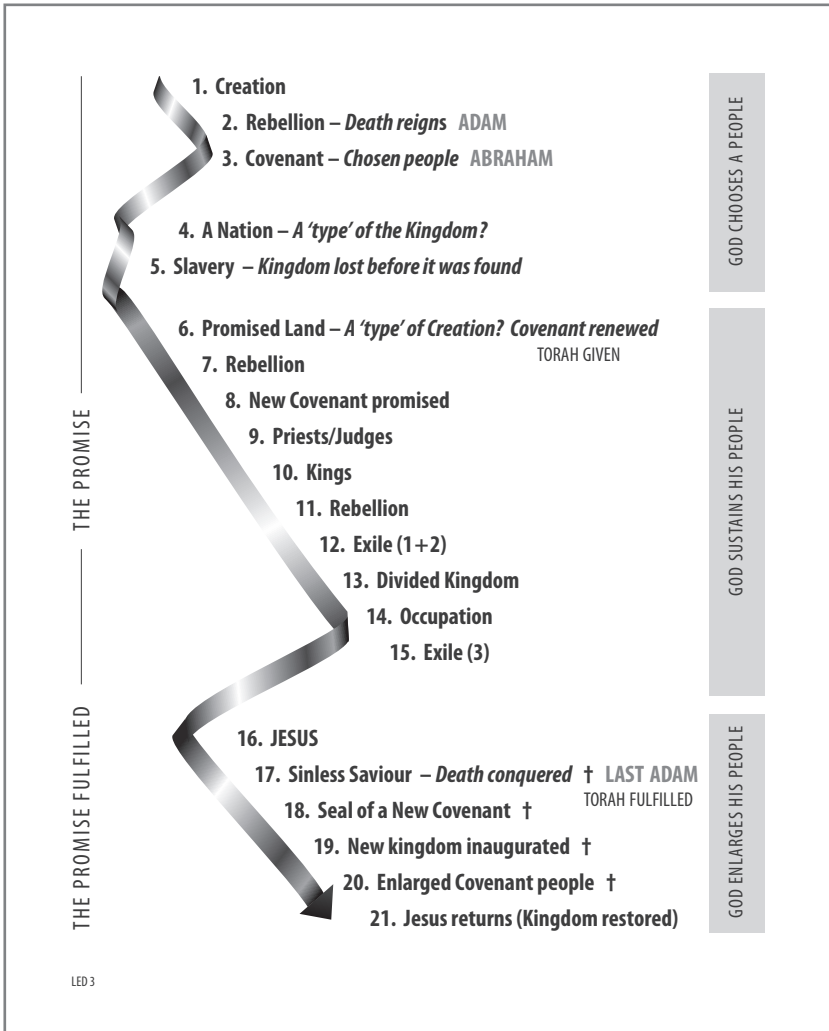 1. Creation
2. Rebellion – Death reigns ADAM
3. Covenant – Chosen people ABRAHAM
4. A Nation – A ‘type’ of the Kingdom?
5. Slavery – Kingdom lost before it was found
GOD CHOOSES A PEOPLE
6. Promised Land – A ‘type’ of Creation? Covenant renewed
TORAH GIVEN
7. Rebellion
8. New Covenant promised
9. Priests/Judges
10. Kings
11. Rebellion
12. Exile (1+2)
13. Divided Kingdom
14. Occupation
15. Exile (3)
THE PROMISE
GOD SUSTAINS HIS PEOPLE
16. JESUS
17. Sinless Saviour – Death conquered † LAST ADAM
TORAH FULFILLED
18. Seal of a New Covenant †
19. New kingdom inaugurated †
20. Enlarged Covenant people †
21. Jesus returns (Kingdom restored)
THE PROMISE FULFILLED
GOD ENLARGES HIS PEOPLE
LED 3